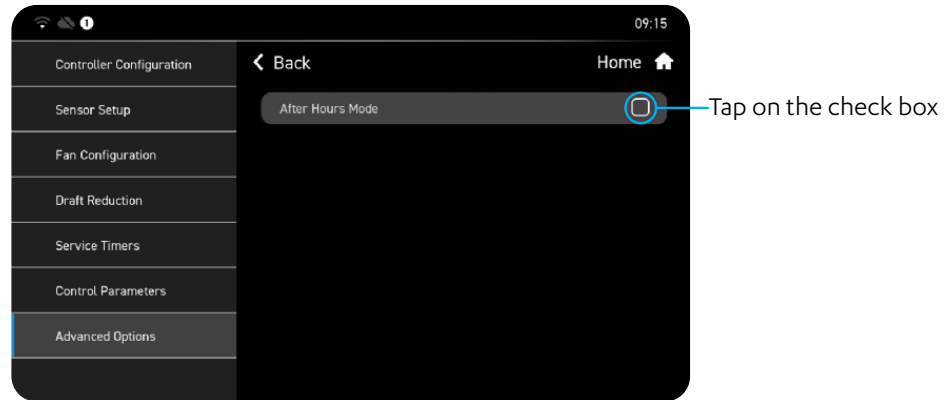 1 09:15
Controller Configuration
Sensor Setup
Fan Configuration
Draft Reduction
Service Timers
Control Parameters
Advanced Options
Back Home
After Hours Mode
Tap on the check box